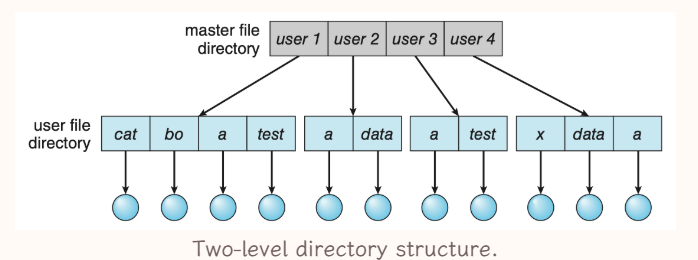 master file
directory
user 1 user 2 user 3 user 4
user file
directory
cat bo a test a data a test x data a
Two-level directory structure.